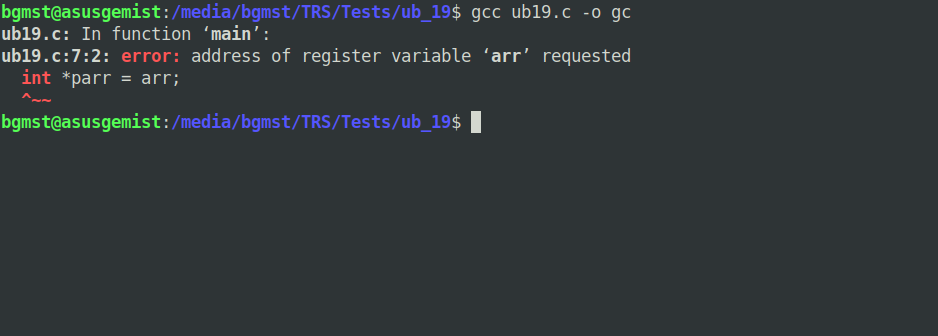 bgmst@asusgemist:/media/bgmst/TRS/Tests/ub_19$ gcc ub19.c -o gc
ub19.c: In function ‘main’:
ub19.c:7:2: error: address of register variable ‘arr’ requested
  int *parr = arr;
  ^~~
bgmst@asusgemist:/media/bgmst/TRS/Tests/ub_19$